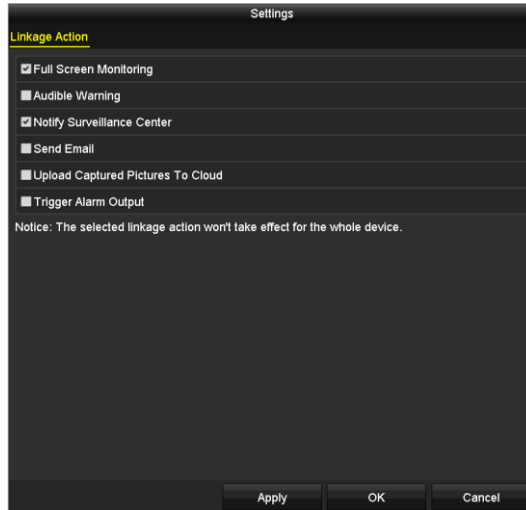 Settings
Linkage Action
Full Screen Monitoring
Audible Warning
Notify Surveillance Center
Send Email
Upload Captured Pictures To Cloud
Trigger Alarm Output
Notice: The selected linkage action won't take effect for the whole device.
Apply OK Cancel